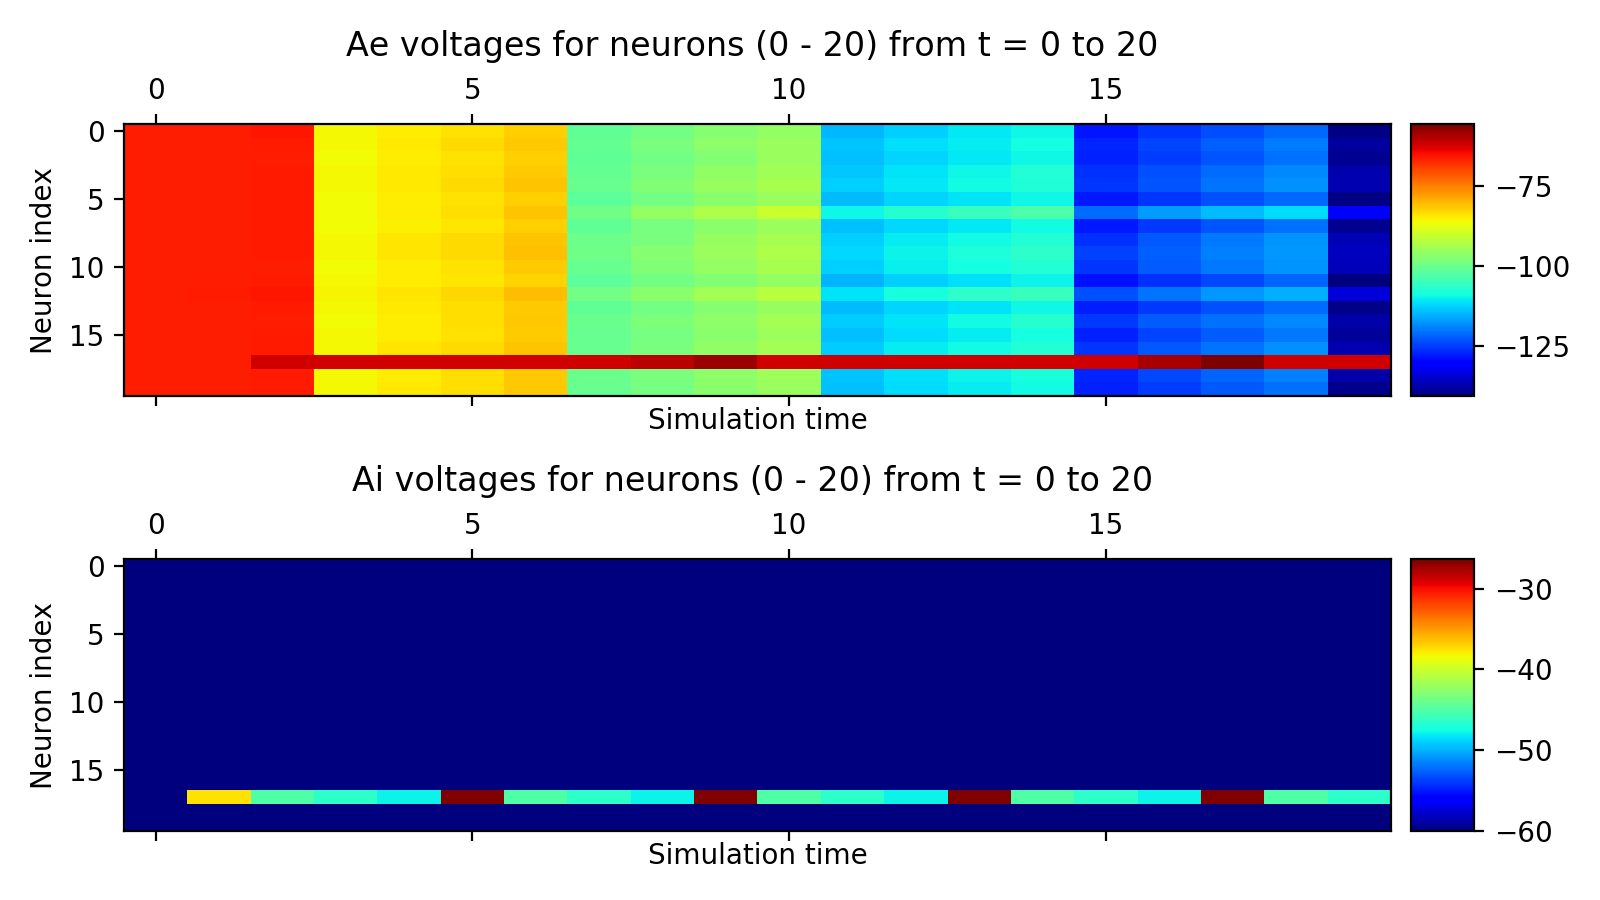 Ae voltages for neurons (0 - 20) from t = 0 to 20
0 5 10 15
Neuron index
0
5
10
15
−75
−100
−125
Simulation time
Ai voltages for neurons (0 - 20) from t = 0 to 20
0 5 10 15
Neuron index
0
5
10
15
−30
−40
−50
−60
Simulation time